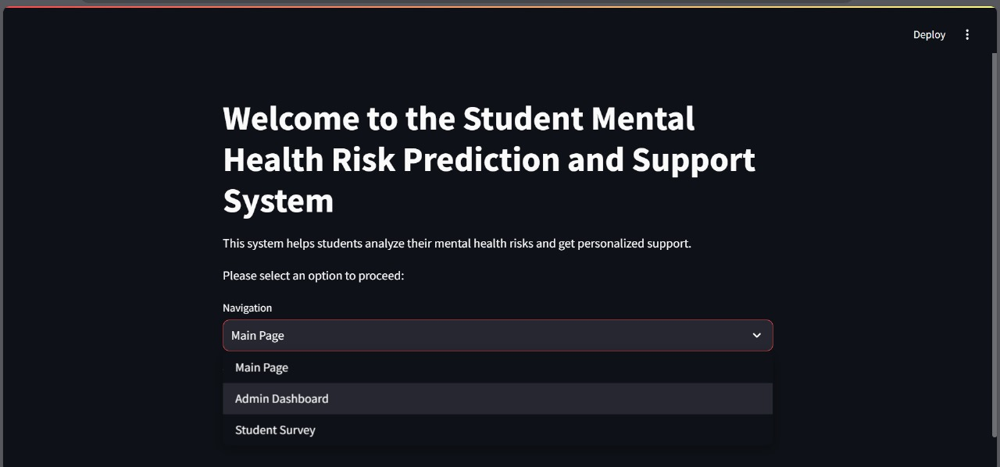 Deploy
Welcome to the Student Mental
Health Risk Prediction and Support
System
This system helps students analyze their mental health risks and get personalized support.
Please select an option to proceed:
Navigation
Main Page
Main Page
Admin Dashboard
Student Survey